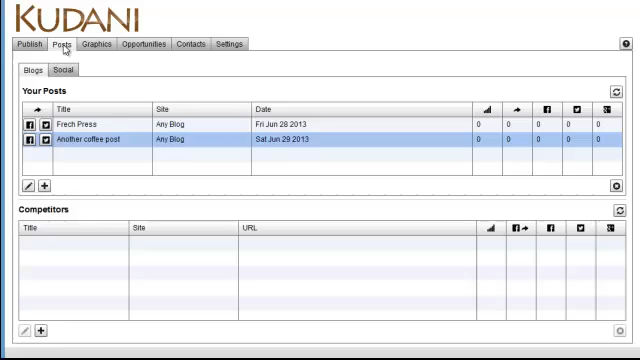 KUDANI
Publish Posts Graphics Opportunities Contacts Settings
Blogs Social
Your Posts
Title Site Date
Frech Press Any Blog Fri Jun 28 2013 0 0 0 0 0
Another coffee post Any Blog Sat Jun 29 2013 0 0 0 0 0
Competitors
Title Site URL